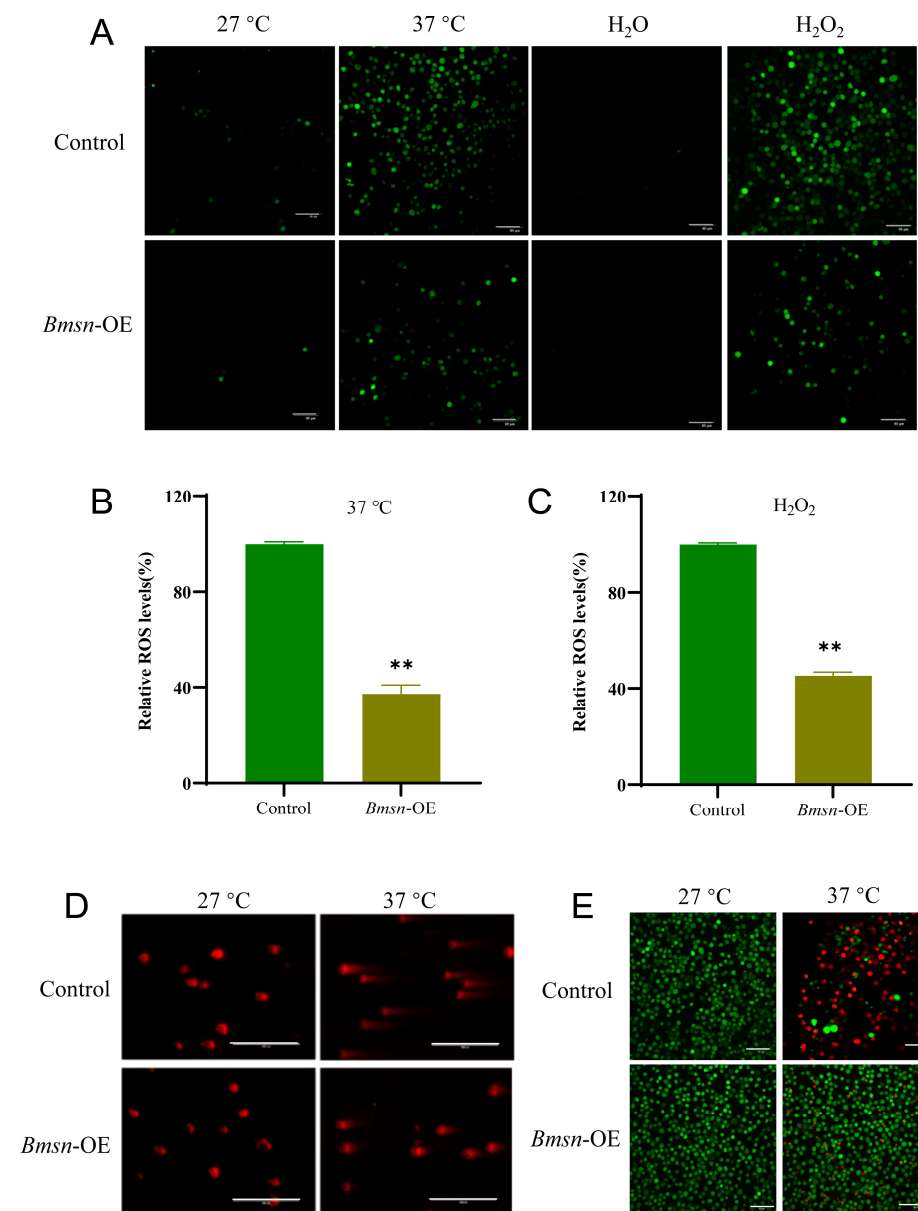 A
27 °C
37 °C
H₂O
H₂O₂
Control
Bmsn-OE
B
37 ℃
Relative ROS levels(%)
120
80
40
0
**
Control
Bmsn-OE
C
H₂O₂
Relative ROS levels(%)
120
80
40
0
**
Control
Bmsn-OE
D
27 °C
37 °C
Control
Bmsn-OE
E
27 °C
37 °C
Control
Bmsn-OE